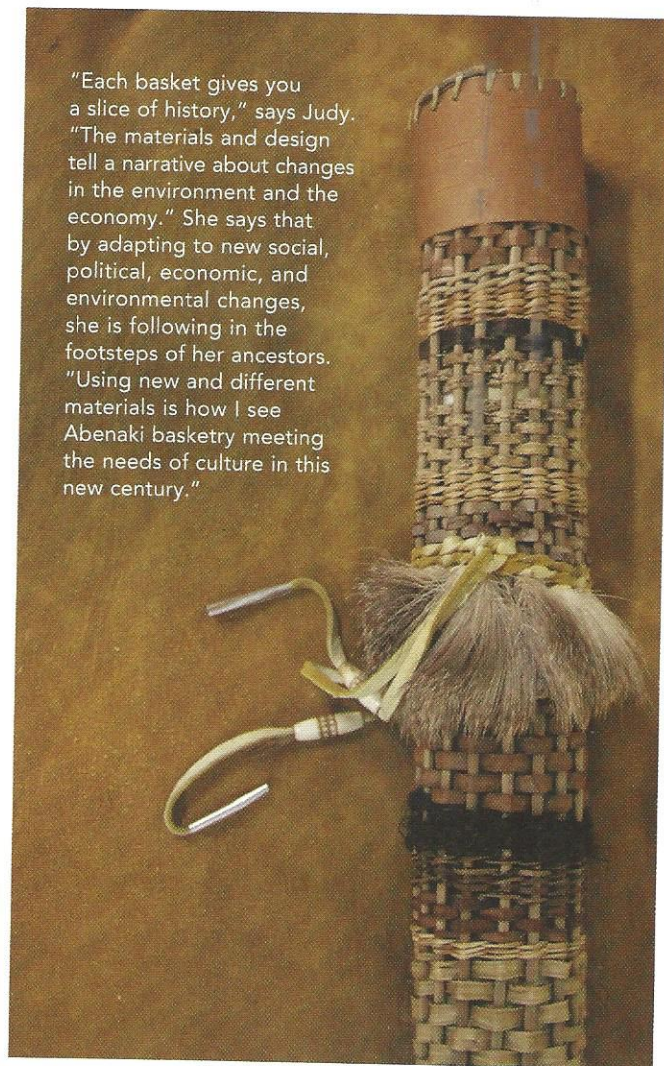 “Each basket gives you
a slice of history,” says Judy.
“The materials and design
tell a narrative about changes
in the environment and the
economy.” She says that
by adapting to new social,
political, economic, and
environmental changes,
she is following in the
footsteps of her ancestors.
“Using new and different
materials is how I see
Abenaki basketry meeting
the needs of culture in this
new century.”